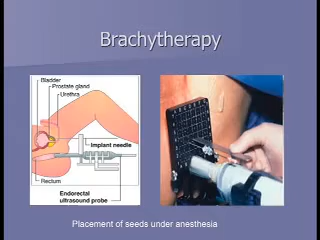 Brachytherapy
Bladder
Prostate gland
Urethra
Implant needle
Rectum
Endorectal
ultrasound probe
Placement of seeds under anesthesia